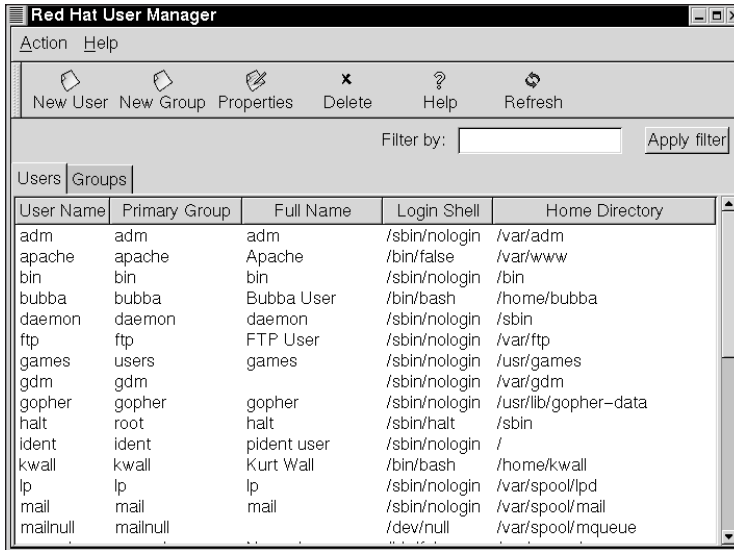 Red Hat User Manager
Action Help
New User New Group Properties Delete Help Refresh
Filter by: Apply filter
Users Groups
User Name Primary Group Full Name Login Shell Home Directory
adm adm adm /sbin/nologin /var/adm
apache apache Apache /bin/false /var/www
bin bin bin /sbin/nologin /bin
bubba bubba Bubba User /bin/bash /home/bubba
daemon daemon daemon /sbin/nologin /sbin
ftp ftp FTP User /sbin/nologin /var/ftp
games users games /sbin/nologin /usr/games
gdm gdm /sbin/nologin /var/gdm
gopher gopher gopher /sbin/nologin /usr/lib/gopher-data
halt root halt /sbin/halt /sbin
ident ident pident user /sbin/nologin /
kwall kwall Kurt Wall /bin/bash /home/kwall
lp lp lp /sbin/nologin /var/spool/lpd
mail mail mail /sbin/nologin /var/spool/mail
mailnull mailnull /dev/null /var/spool/mqueue